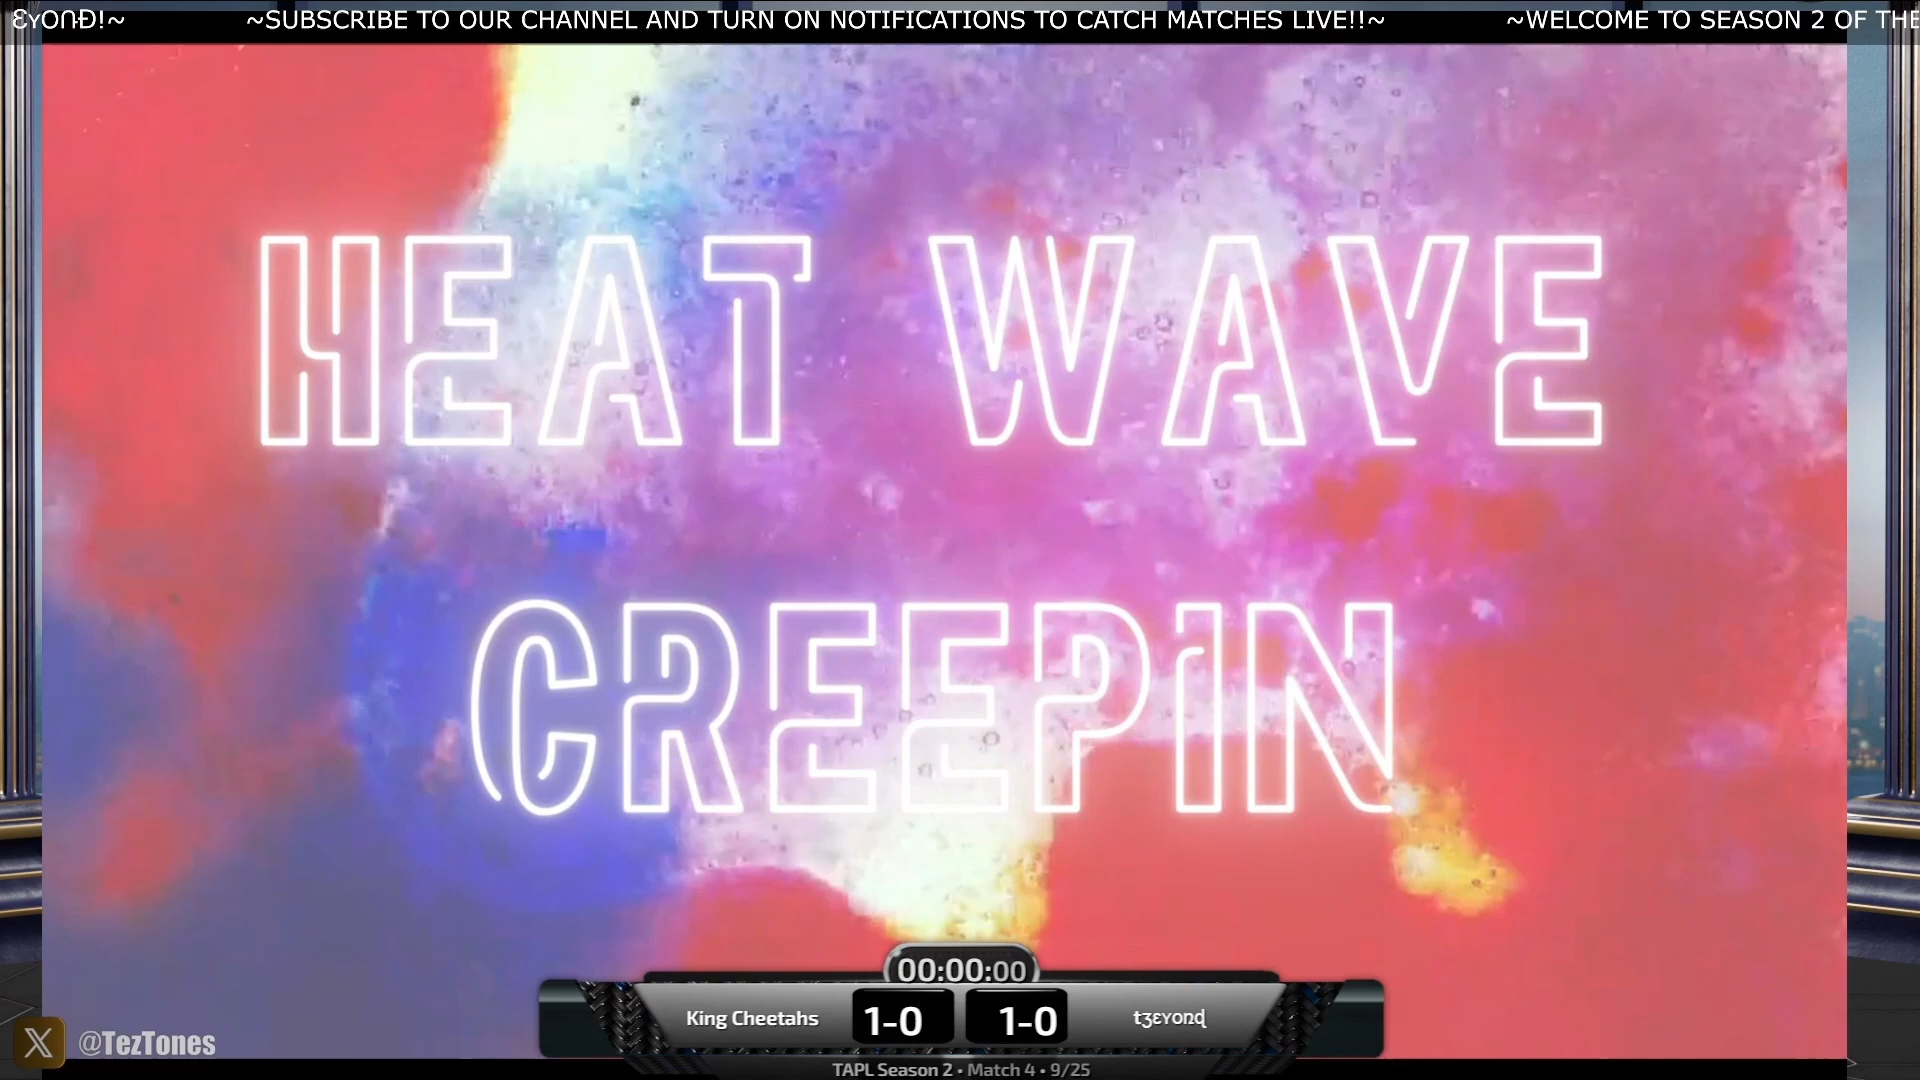 ƐYOПÐ!~ ~SUBSCRIBE TO OUR CHANNEL AND TURN ON NOTIFICATIONS TO CATCH MATCHES LIVE!!~ ~WELCOME TO SEASON 2 OF THE
HEAT WAVE
CREEPIN
00:00:00
King Cheetahs 1-0 1-0 tʒɛyoɳɖ
@TezTones
TAPL Season 2 • Match 4 • 9/25